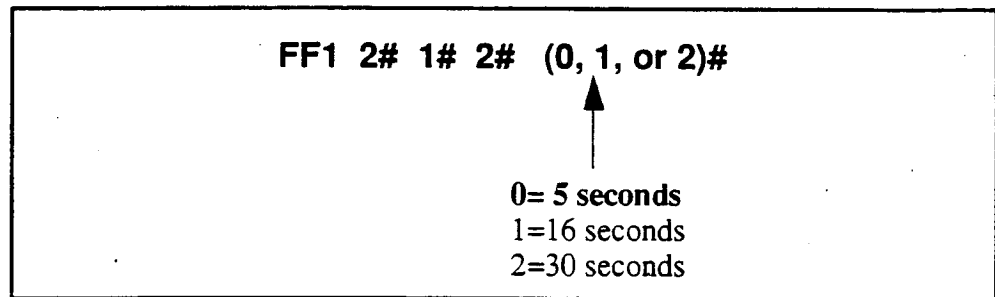 FF1 2# 1# 2# (0, 1, or 2)#
0= 5 seconds
1=16 seconds
2=30 seconds